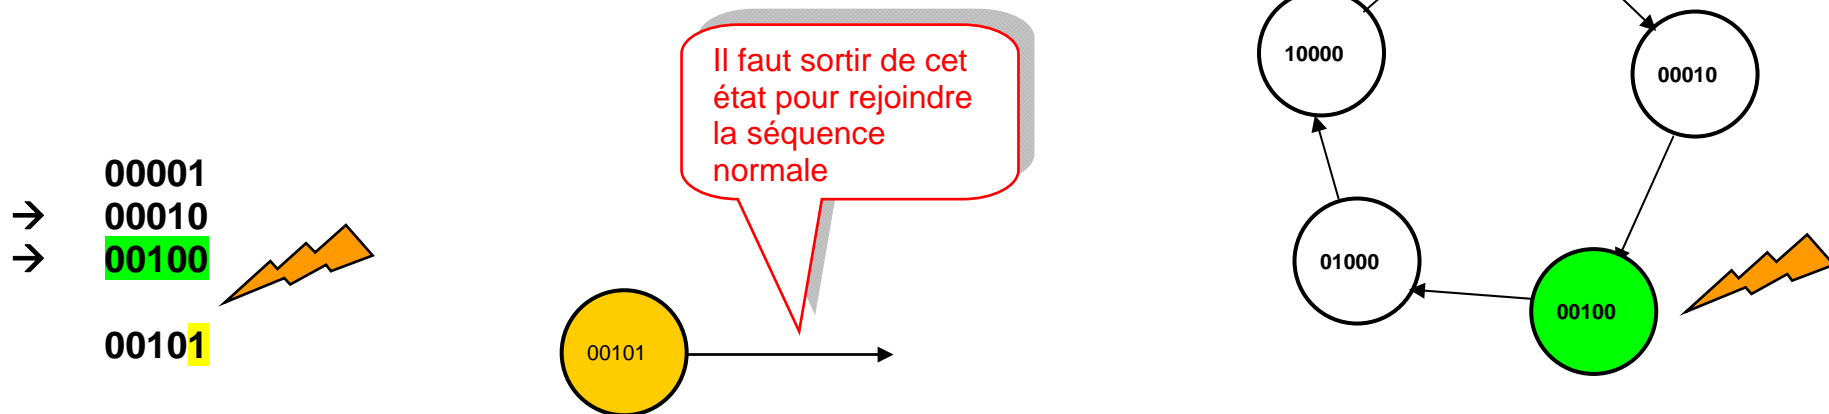 00001
→ 00010
→ 00100
00101
Il faut sortir de cet
état pour rejoindre
la séquence
normale
00101
10000
00010
01000
00100